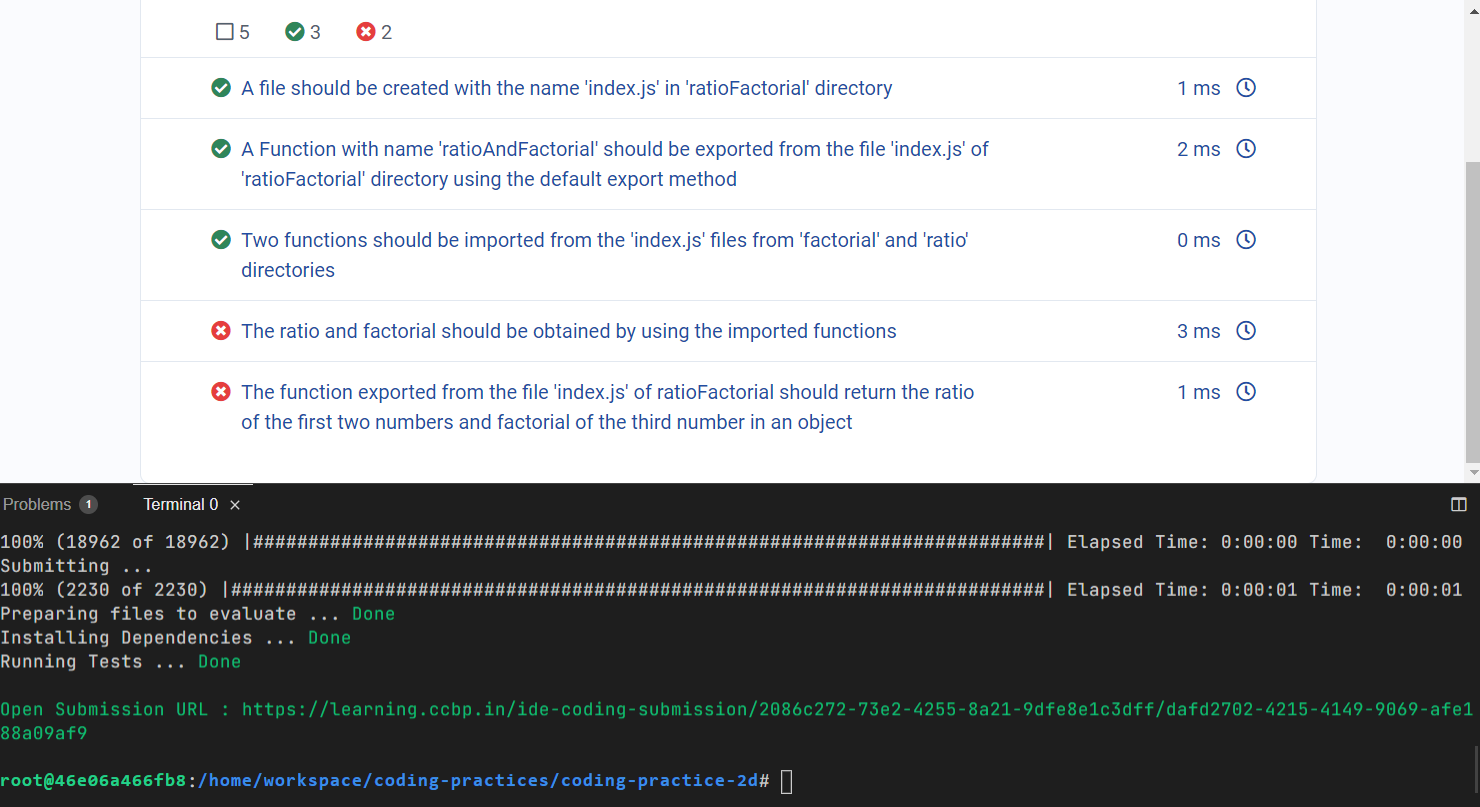 5 3 2
A file should be created with the name 'index.js' in 'ratioFactorial' directory 1 ms
A Function with name 'ratioAndFactorial' should be exported from the file 'index.js' of 2 ms
'ratioFactorial' directory using the default export method
Two functions should be imported from the 'index.js' files from 'factorial' and 'ratio' 0 ms
directories
The ratio and factorial should be obtained by using the imported functions 3 ms
The function exported from the file 'index.js' of ratioFactorial should return the ratio 1 ms
of the first two numbers and factorial of the third number in an object
Problems 1 Terminal 0 ×
100% (18962 of 18962) |########################################################################| Elapsed Time: 0:00:00 Time:  0:00:00
Submitting ...
100% (2230 of 2230) |##########################################################################| Elapsed Time: 0:00:01 Time:  0:00:01
Preparing files to evaluate ... Done
Installing Dependencies ... Done
Running Tests ... Done
Open Submission URL : https://learning.ccbp.in/ide-coding-submission/2086c272-73e2-4255-8a21-9dfe8e1c3dff/dafd2702-4215-4149-9069-afe1
88a09af9
root@46e06a466fb8:/home/workspace/coding-practices/coding-practice-2d#